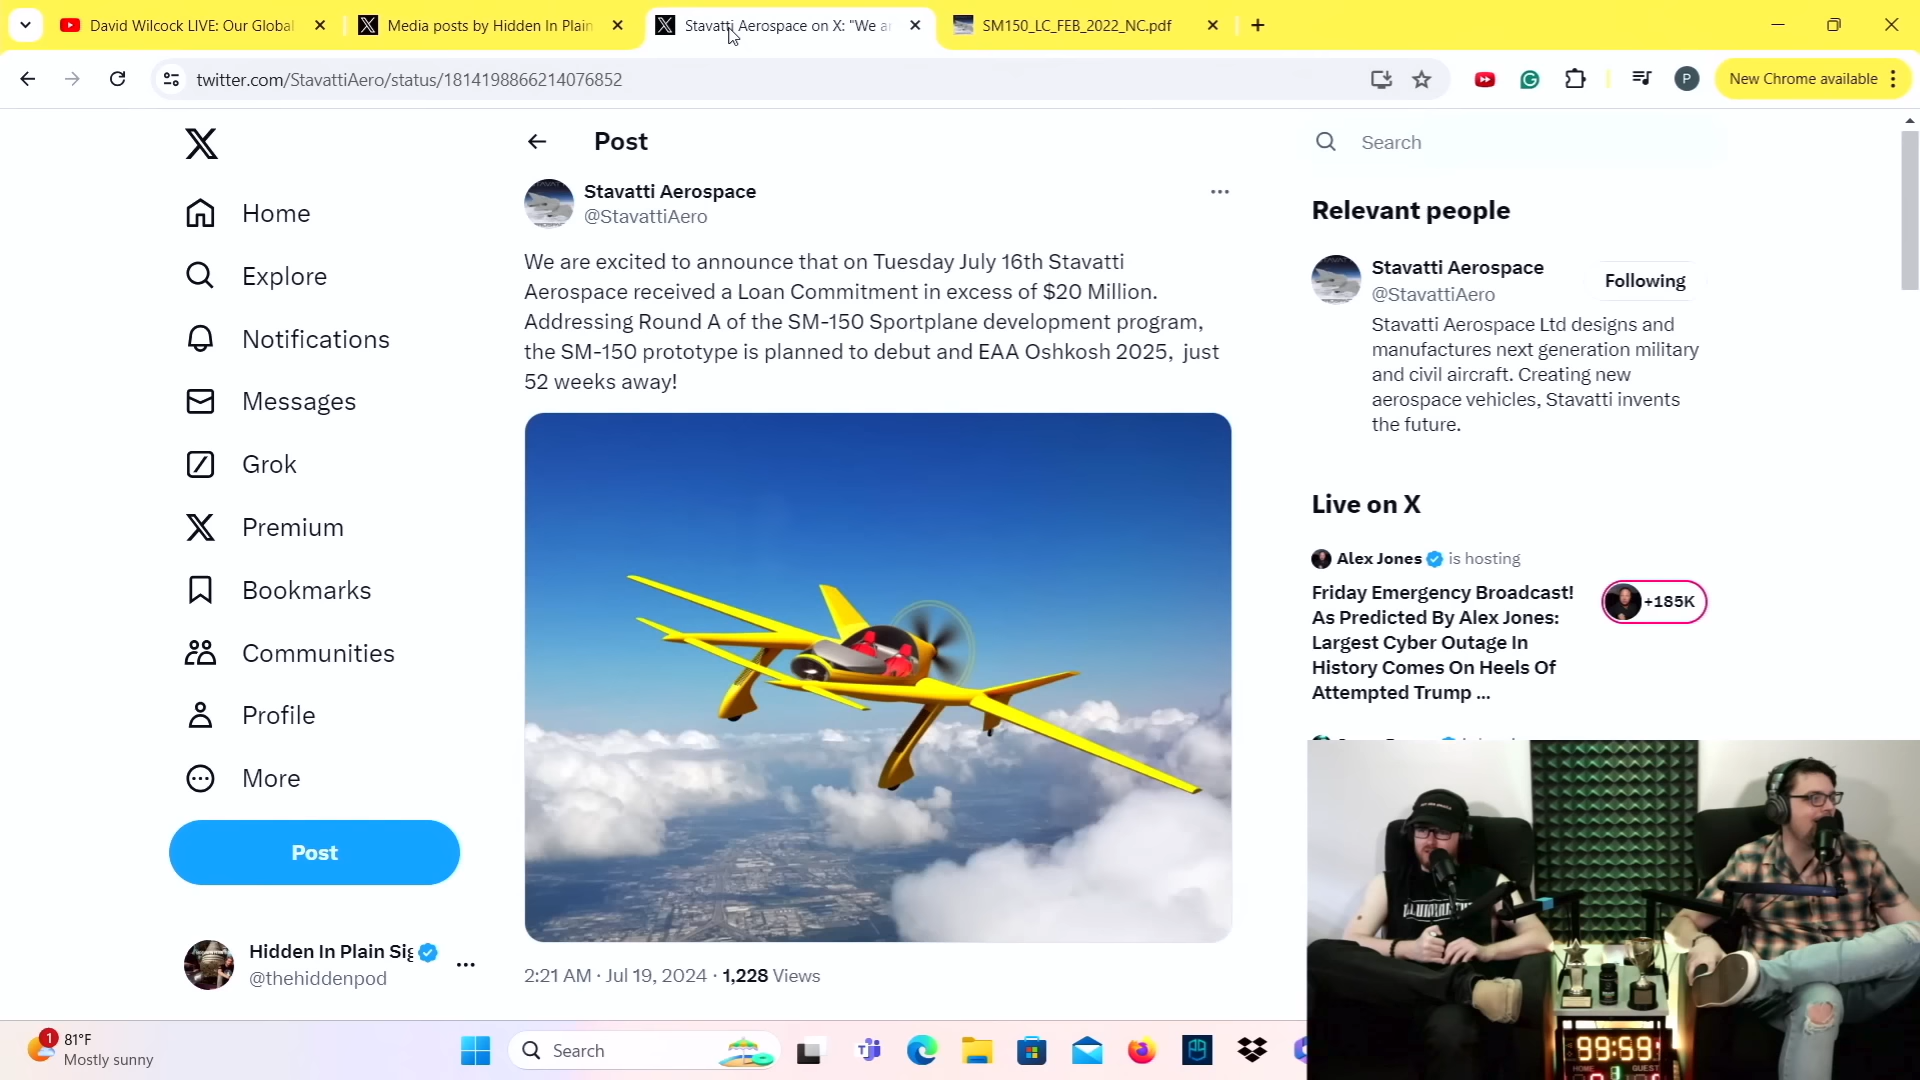 David Wilcock LIVE: Our Global
Media posts by Hidden In Plain
Stavatti Aerospace on X: "We ar
SM150_LC_FEB_2022_NC.pdf
twitter.com/StavattiAero/status/1814198866214076852
P
New Chrome available
Post
Search
Home
Explore
Notifications
Messages
Grok
Premium
Bookmarks
Communities
Profile
More
Post
Hidden In Plain Sig
@thehiddenpod
Stavatti Aerospace
@StavattiAero
We are excited to announce that on Tuesday July 16th Stavatti
Aerospace received a Loan Commitment in excess of $20 Million.
Addressing Round A of the SM-150 Sportplane development program,
the SM-150 prototype is planned to debut and EAA Oshkosh 2025, just
52 weeks away!
2:21 AM · Jul 19, 2024 · 1,228 Views
Relevant people
Stavatti Aerospace
@StavattiAero
Following
Stavatti Aerospace Ltd designs and
manufactures next generation military
and civil aircraft. Creating new
aerospace vehicles, Stavatti invents
the future.
Live on X
Alex Jones is hosting
Friday Emergency Broadcast!
As Predicted By Alex Jones:
Largest Cyber Outage In
History Comes On Heels Of
Attempted Trump ...
+185K
99:59
HOME GUEST
1
81°F
Mostly sunny
Search